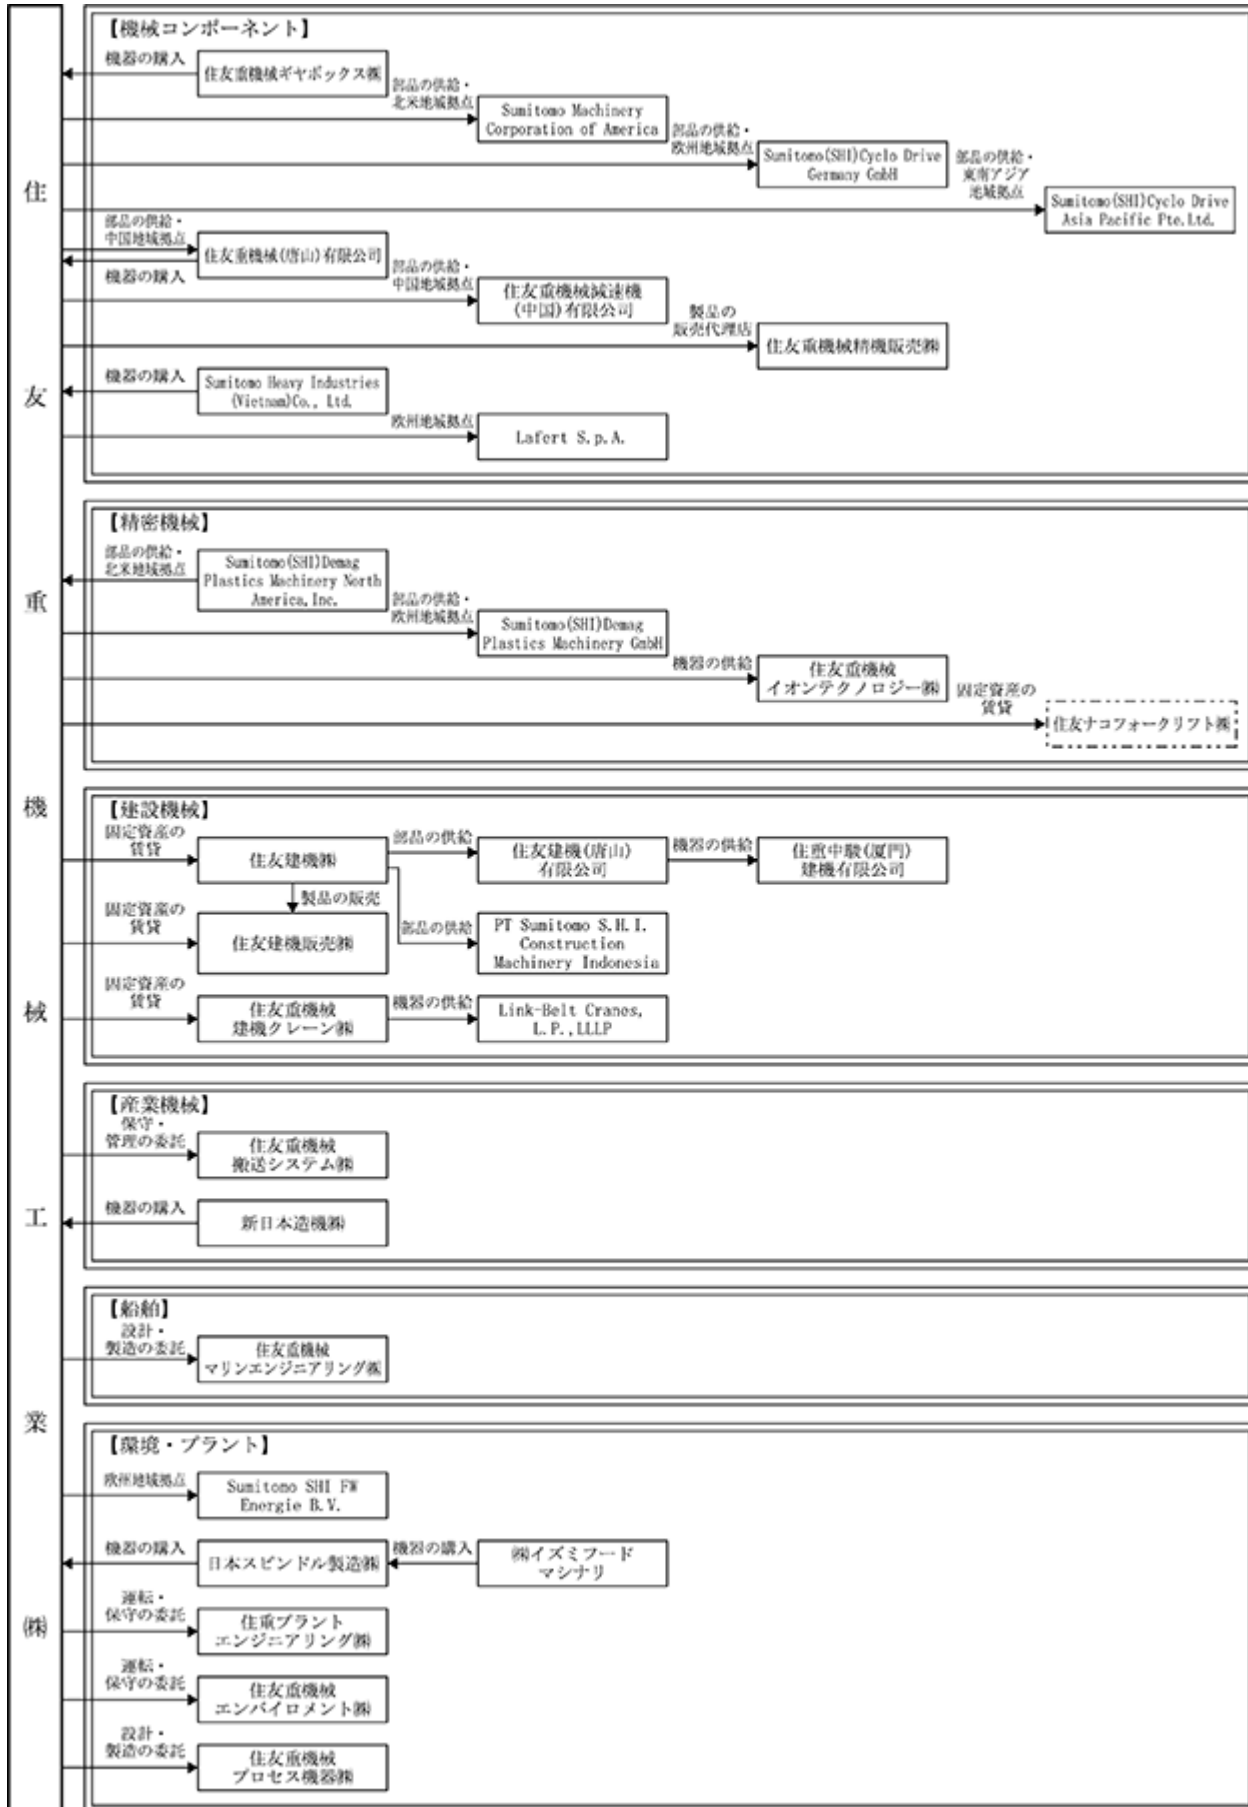 住友重機械工業㈱
【機械コンポーネント】
機器の購入
住友重機械ギヤボックス㈱
部品の供給・
北米地域拠点
Sumitomo Machinery
Corporation of America
部品の供給・
欧州地域拠点
Sumitomo(SHI)Cyclo Drive
Germany GmbH
部品の供給・
東南アジア
地域拠点
Sumitomo(SHI)Cyclo Drive
Asia Pacific Pte.Ltd.
部品の供給・
中国地域拠点
住友重機械(唐山)有限公司
機器の購入
部品の供給・
中国地域拠点
住友重機械減速機
(中国)有限公司
製品の
販売代理店
住友重機械精機販売㈱
機器の購入
Sumitomo Heavy Industries
(Vietnam)Co., Ltd.
欧州地域拠点
Lafert S.p.A.
【精密機械】
部品の供給・
北米地域拠点
Sumitomo(SHI)Demag
Plastics Machinery North
America,Inc.
部品の供給・
欧州地域拠点
Sumitomo(SHI)Demag
Plastics Machinery GmbH
機器の供給
住友重機械
イオンテクノロジー㈱
固定資産の
賃貸
住友ナコフォークリフト㈱
【建設機械】
固定資産の
賃貸
住友建機㈱
部品の供給
住友建機(唐山)
有限公司
機器の供給
住重中駿(厦門)
建機有限公司
製品の販売
固定資産の
賃貸
住友建機販売㈱
部品の供給
PT Sumitomo S.H.I.
Construction
Machinery Indonesia
固定資産の
賃貸
住友重機械
建機クレーン㈱
機器の供給
Link-Belt Cranes,
L.P.,LLLP
【産業機械】
保守・
管理の委託
住友重機械
搬送システム㈱
機器の購入
新日本造機㈱
【船舶】
設計・
製造の委託
住友重機械
マリンエンジニアリング㈱
【環境・プラント】
欧州地域拠点
Sumitomo SHI FW
Energie B.V.
機器の購入
日本スピンドル製造㈱
機器の購入
㈱イズミフード
マシナリ
運転・
保守の委託
住重プラント
エンジニアリング㈱
運転・
保守の委託
住友重機械
エンバイロメント㈱
設計・
製造の委託
住友重機械
プロセス機器㈱